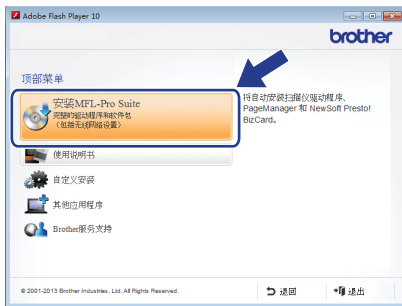 Adobe Flash Player 10
brother
顶部菜单
安装MFL-Pro Suite
完整的驱动程序和软件包
（包括无线网络设置）
将自动安装扫描仪驱动程序、
PageManager 和 NewSoft Presto!
BizCard。
使用说明书
自定义安装
其他应用程序
Brother服务支持
© 2001-2013 Brother Industries, Ltd. All Rights Reserved.
退回
退出